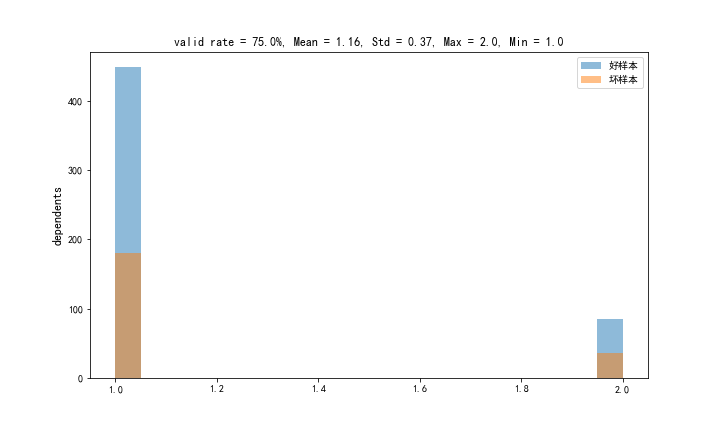 valid rate = 75.0%, Mean = 1.16, Std = 0.37, Max = 2.0, Min = 1.0
好样本
坏样本
dependents
400
300
200
100
0
1.0 1.2 1.4 1.6 1.8 2.0